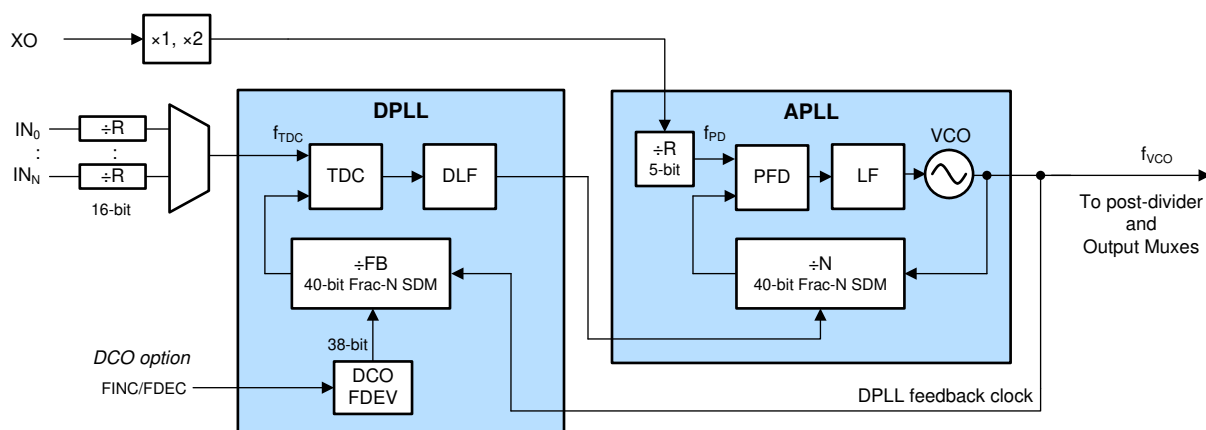 XO
×1, ×2
DPLL
APLL
IN0
:
INN
÷R
:
÷R
16-bit
fTDC
TDC
DLF
÷R
5-bit
fPD
PFD
LF
VCO
fVCO
To post-divider
and
Output Muxes
÷FB
40-bit Frac-N SDM
÷N
40-bit Frac-N SDM
38-bit
DCO option
FINC/FDEC
DCO
FDEV
DPLL feedback clock